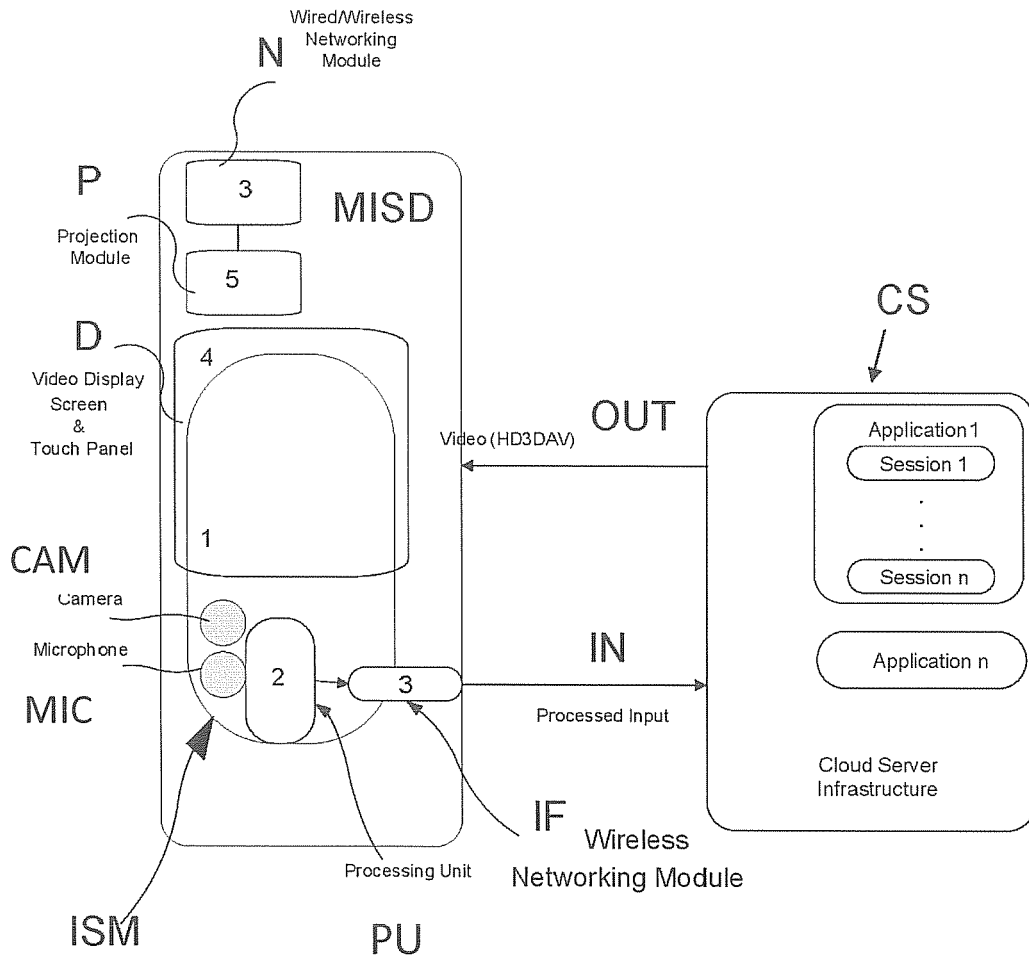 Wired/Wireless
Networking
Module
N
3
P
MISD
Projection
Module
5
CS
D
4
Video Display
Screen
&
Touch Panel
OUT
Video (HD3DAV)
Application 1
Session 1
.
.
.
Session n
1
CAM
Camera
Microphone
MIC
2
3
IN
Processed Input
Application n
Cloud Server
Infrastructure
IF Wireless
Networking Module
Processing Unit
ISM
PU